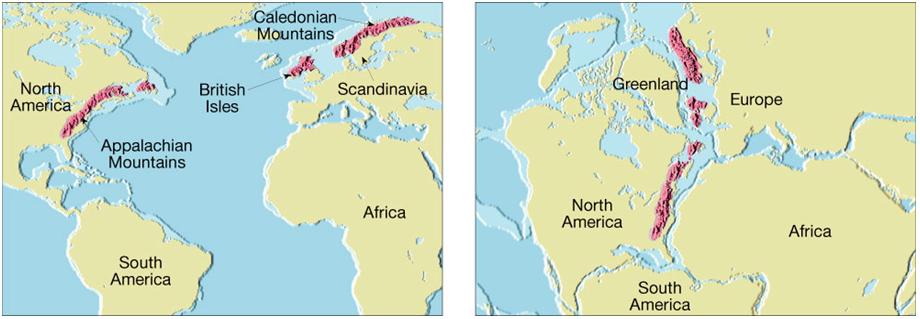 Caledonian
Mountains
North
America
British
Isles
Scandinavia
Appalachian
Mountains
Africa
South
America
Greenland
Europe
North
America
Africa
South
America